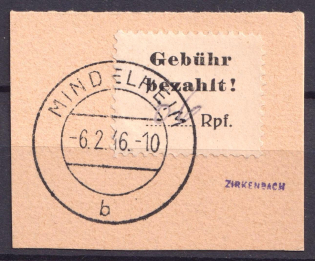 Gebühr
bezahlt!
Rpf.
MINDELHEIM
-6.2.46.-10
b
ZIRKENBACH